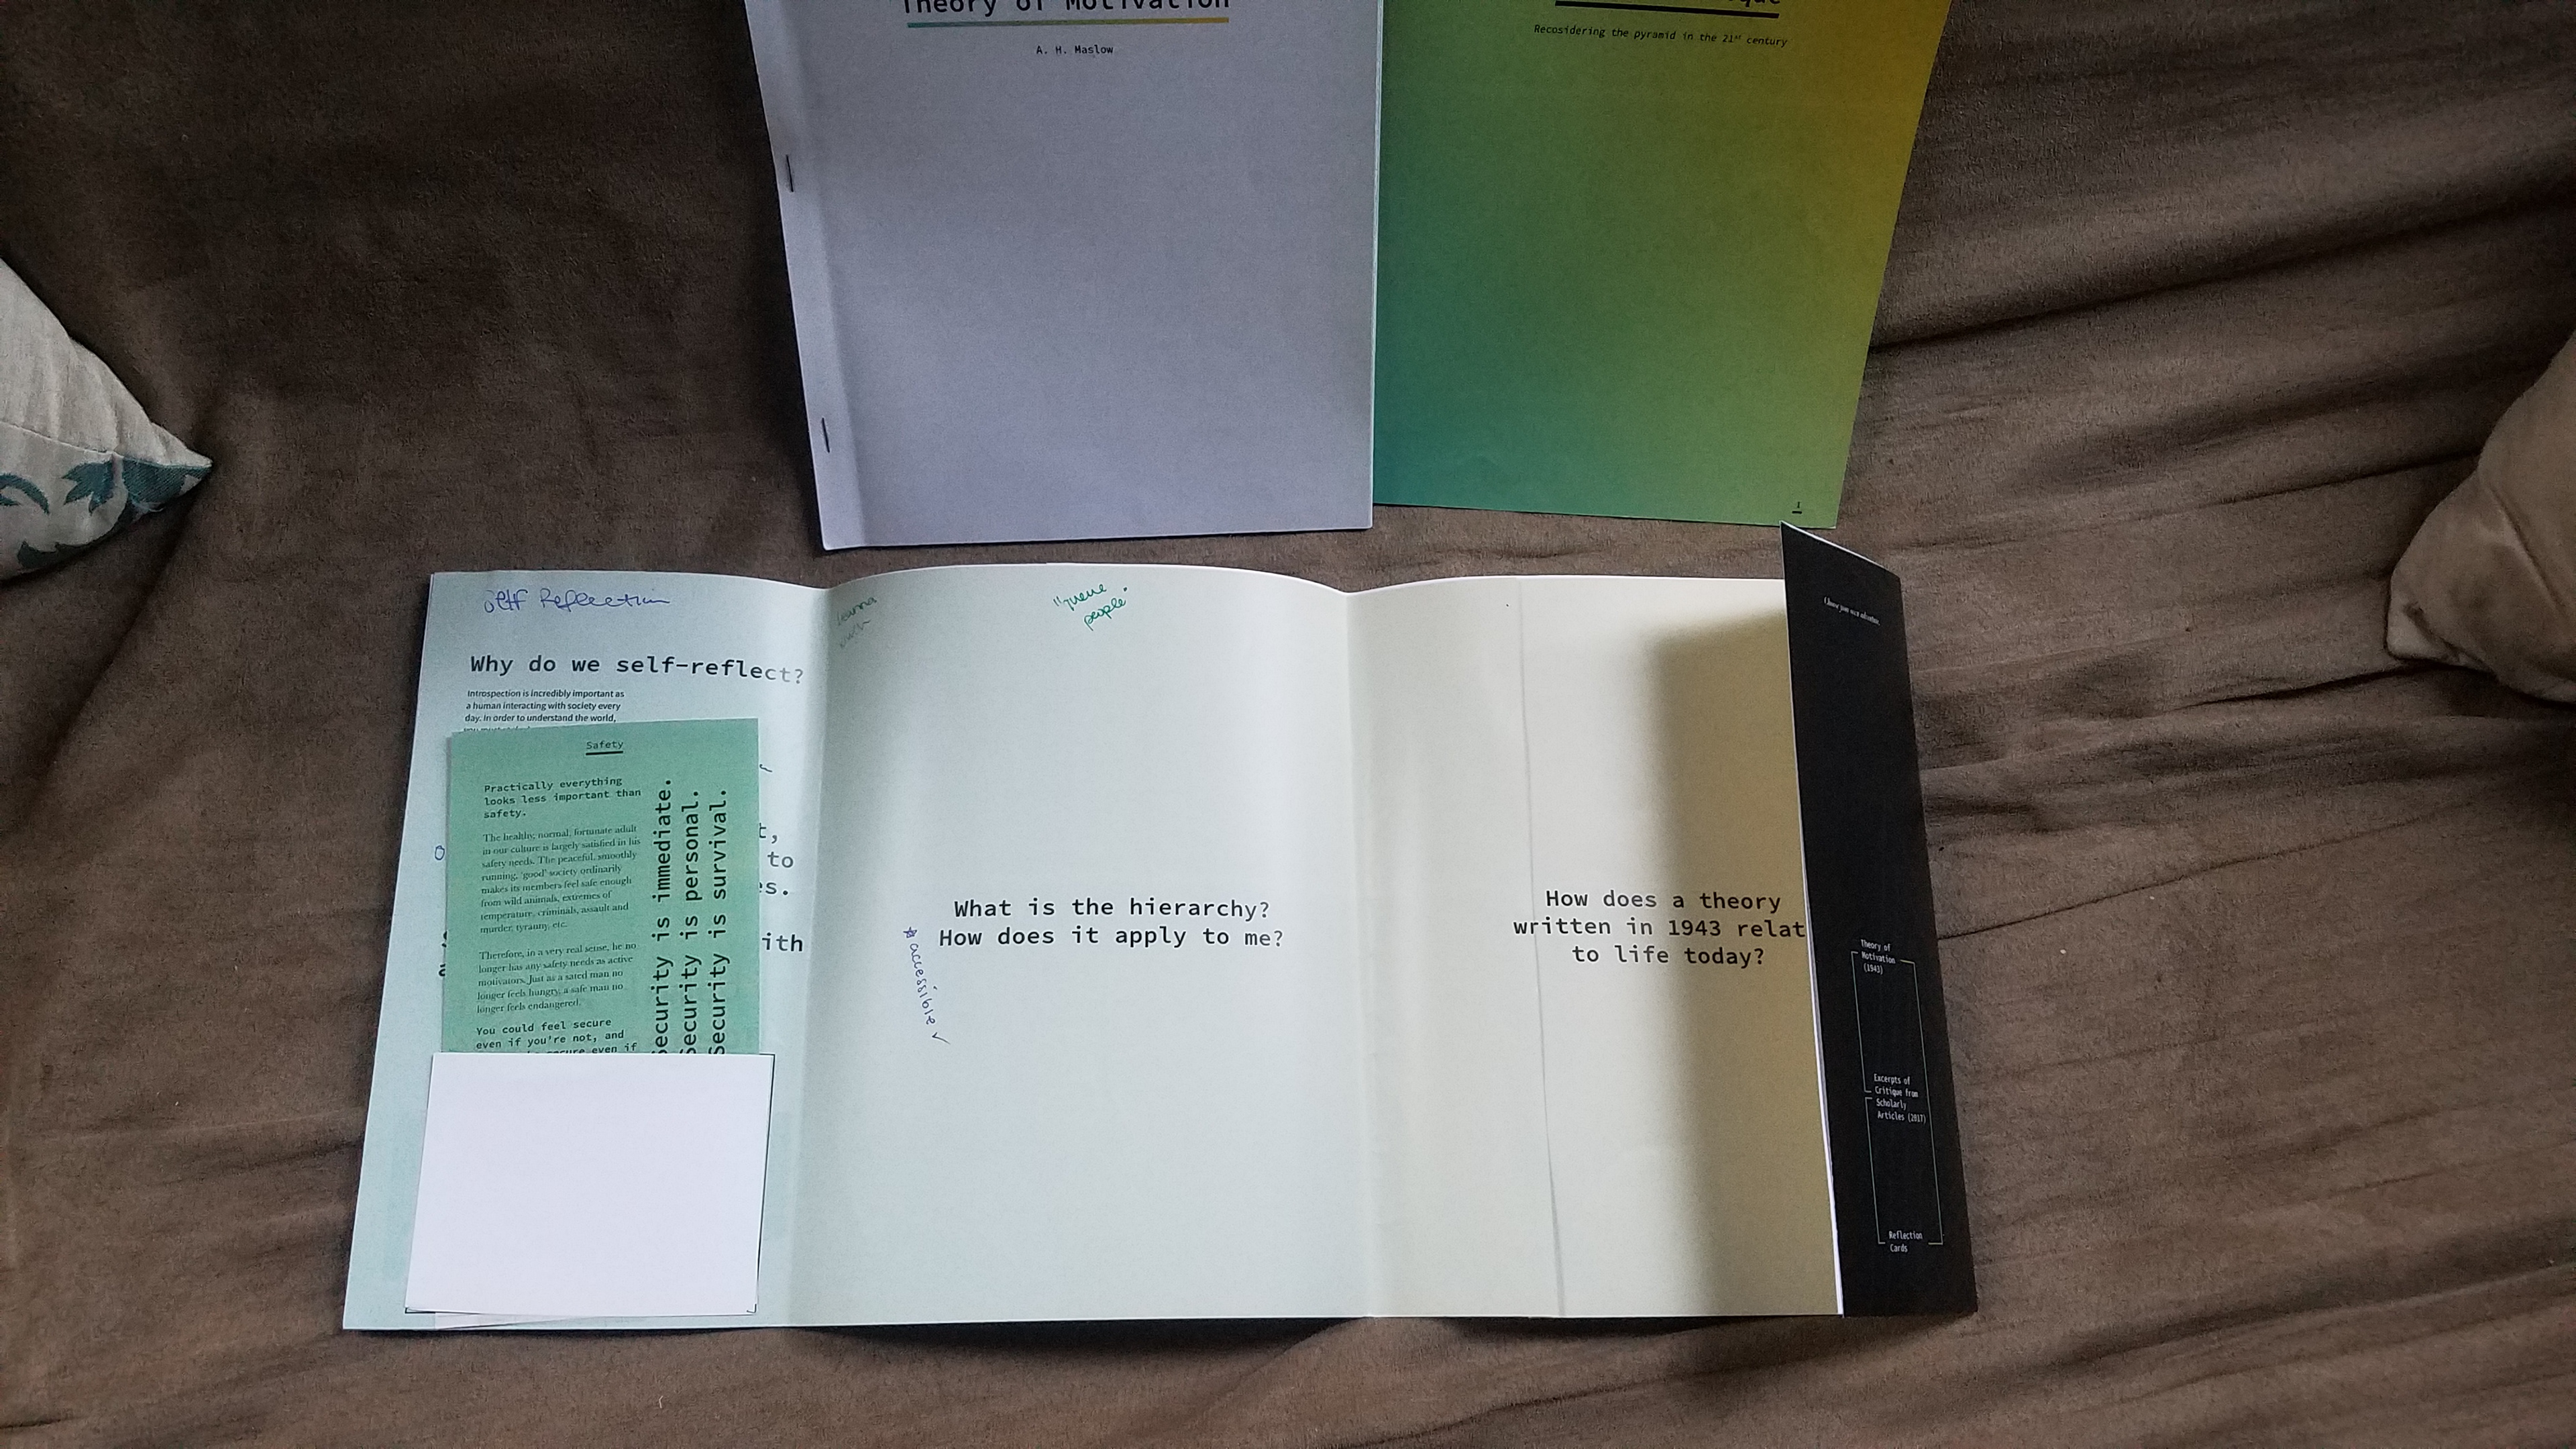 Theory of Motivation
A. H. Maslow
Recosidering the pyramid in the 21st century
1
Self Reflection
Why do we self-reflect?
Introspection is incredibly important as
a human interacting with society every
day. In order to understand the world,
Safety
Practically everything
looks less important than
safety.
The healthy, normal, fortunate adult
in our culture is largely satisfied in his
safety needs. The peaceful, smoothly
running, 'good' society ordinarily
makes its members feel safe enough
from wild animals, extremes of
temperature, criminals, assault and
murder, tyranny, etc.
Therefore, in a very real sense, he no
longer has any safety needs as active
motivators. Just as a sated man no
longer feels hungry, a safe man no
longer feels endangered.
You could feel secure
even if you're not, and
secure even if
Security is immediate.
Security is personal.
Security is survival.
t,
to
es.
ith
people"
What is the hierarchy?
How does it apply to me?
* accessible ✓
How does a theory
written in 1943 relat
to life today?
Choose your own adventure.
Theory of
Motivation
(1943)
Excerpts of
Critique from
Scholarly
Articles (2017)
Reflection
Cards